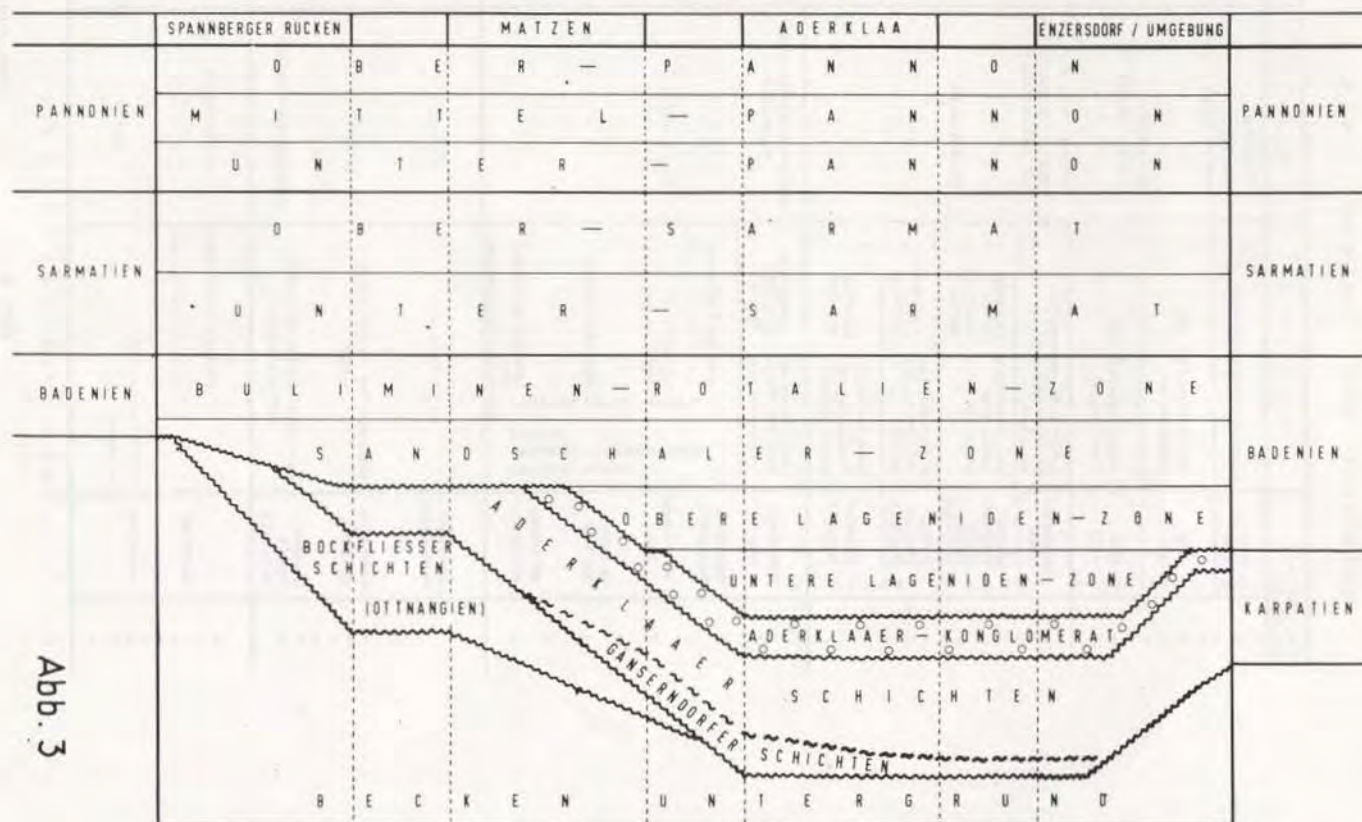 SPANNBERGER RÜCKEN MATZEN ADERKLAA ENZERSDORF / UMGEBUNG
OBER — PANNON
PANNONIEN MITTEL — PANNON PANNONIEN
UNTER — PANNON
OBER — SARMAT
SARMATIEN SARMATIEN
UNTER — SARMAT
BADENIEN BULIMINEN — ROTALIEN — ZONE
SANDSCHALER — ZONE BADENIEN
OBERE LAGENIDEN — ZONE
BOCKFLIESSER
SCHICHTEN
(OTTNANGIEN)
UNTERE LAGENIDEN — ZONE
KARPATIEN
ADERKLAAER — KONGLOMERAT
ADERKLAAER
SCHICHTEN
GÄNSERNDORFER
SCHICHTEN
BECKENUNTERGRUND
Abb. 3